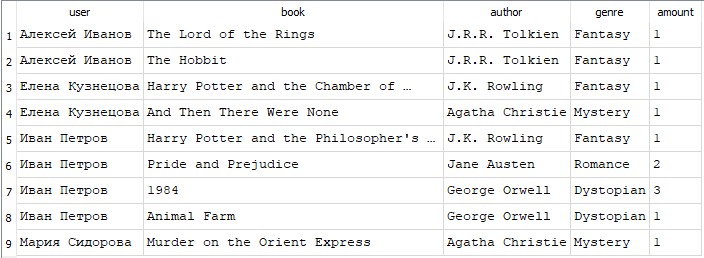 user book author genre amount
1 Алексей Иванов The Lord of the Rings J.R.R. Tolkien Fantasy 1
2 Алексей Иванов The Hobbit J.R.R. Tolkien Fantasy 1
3 Елена Кузнецова Harry Potter and the Chamber of … J.K. Rowling Fantasy 1
4 Елена Кузнецова And Then There Were None Agatha Christie Mystery 1
5 Иван Петров Harry Potter and the Philosopher's … J.K. Rowling Fantasy 1
6 Иван Петров Pride and Prejudice Jane Austen Romance 2
7 Иван Петров 1984 George Orwell Dystopian 3
8 Иван Петров Animal Farm George Orwell Dystopian 1
9 Мария Сидорова Murder on the Orient Express Agatha Christie Mystery 1